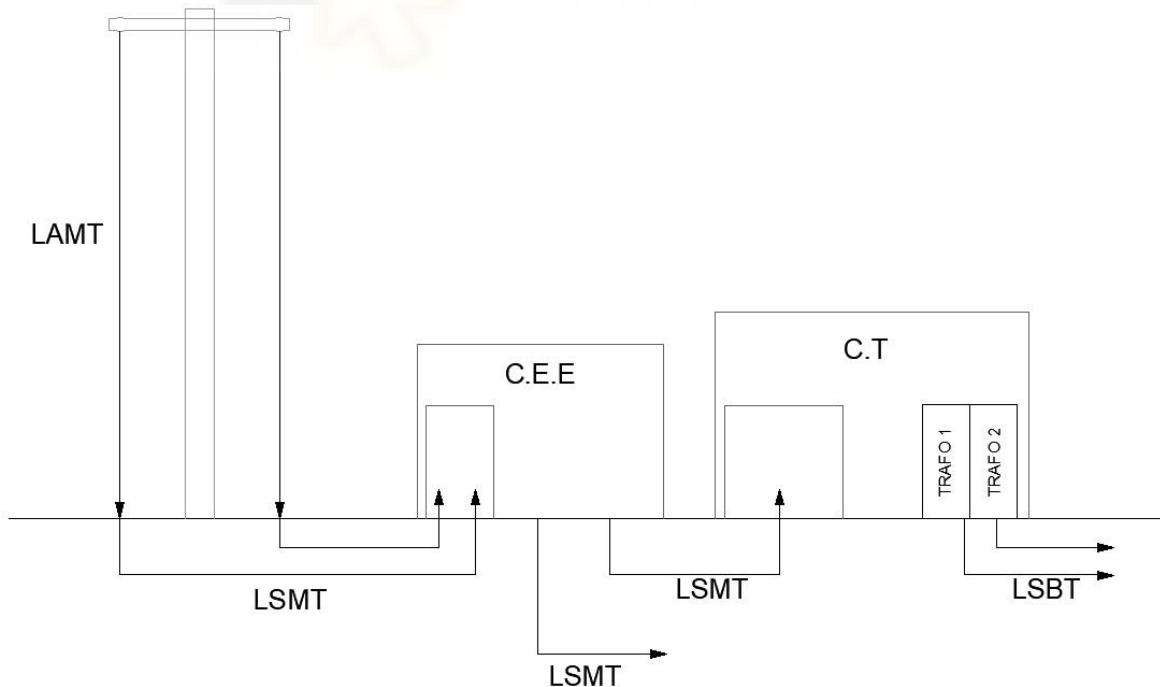 LAMT
C.E.E
C.T
TRAFO 1
TRAFO 2
LSMT
LSMT
LSBT
LSMT